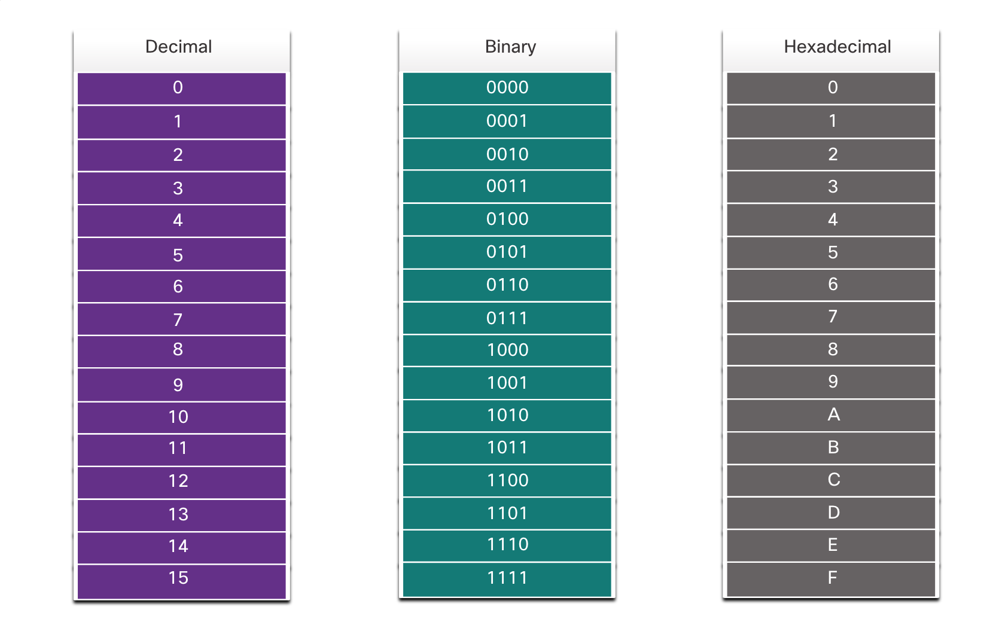 Decimal Binary Hexadecimal
0 0000 0
1 0001 1
2 0010 2
3 0011 3
4 0100 4
5 0101 5
6 0110 6
7 0111 7
8 1000 8
9 1001 9
10 1010 A
11 1011 B
12 1100 C
13 1101 D
14 1110 E
15 1111 F